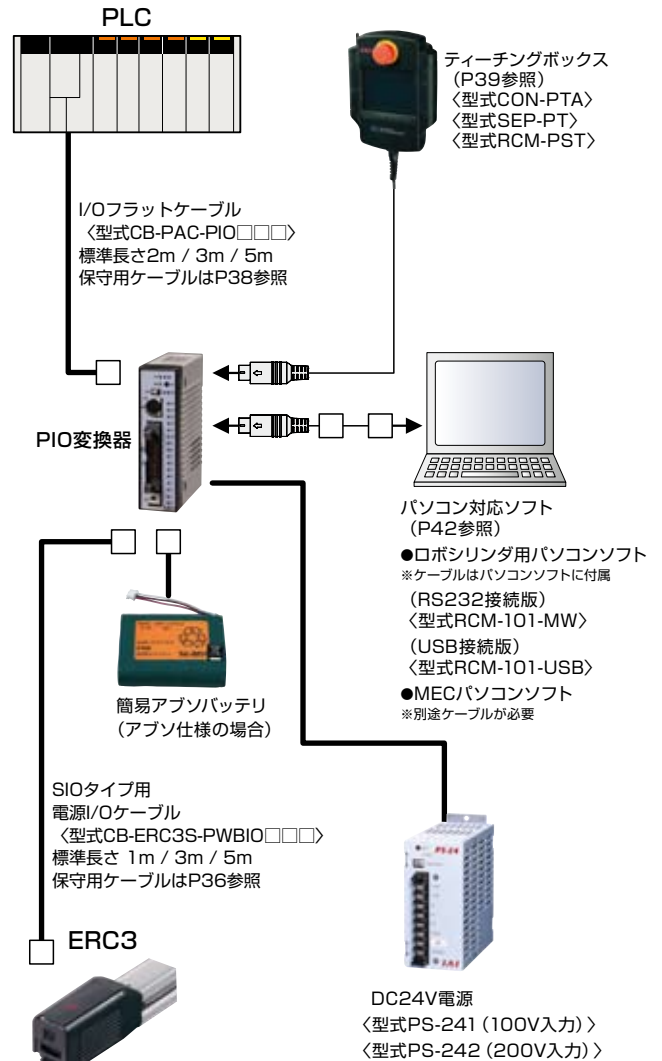 PLC
ティーチングボックス
(P39参照)
〈型式CON-PTA〉
〈型式SEP-PT〉
〈型式RCM-PST〉
I/Oフラットケーブル
〈型式CB-PAC-PIO□□□〉
標準長さ2m / 3m / 5m
保守用ケーブルはP38参照
PIO変換器
パソコン対応ソフト
(P42参照)
●ロボシリンダ用パソコンソフト
※ケーブルはパソコンソフトに付属
(RS232接続版)
〈型式RCM-101-MW〉
(USB接続版)
〈型式RCM-101-USB〉
●MECパソコンソフト
※別途ケーブルが必要
簡易アブソバッテリ
(アブソ仕様の場合)
SIOタイプ用
電源I/Oケーブル
〈型式CB-ERC3S-PWBIO□□□〉
標準長さ 1m / 3m / 5m
保守用ケーブルはP36参照
ERC3
PS-24
IAI
DC24V電源
〈型式PS-241 (100V入力) 〉
〈型式PS-242 (200V入力) 〉